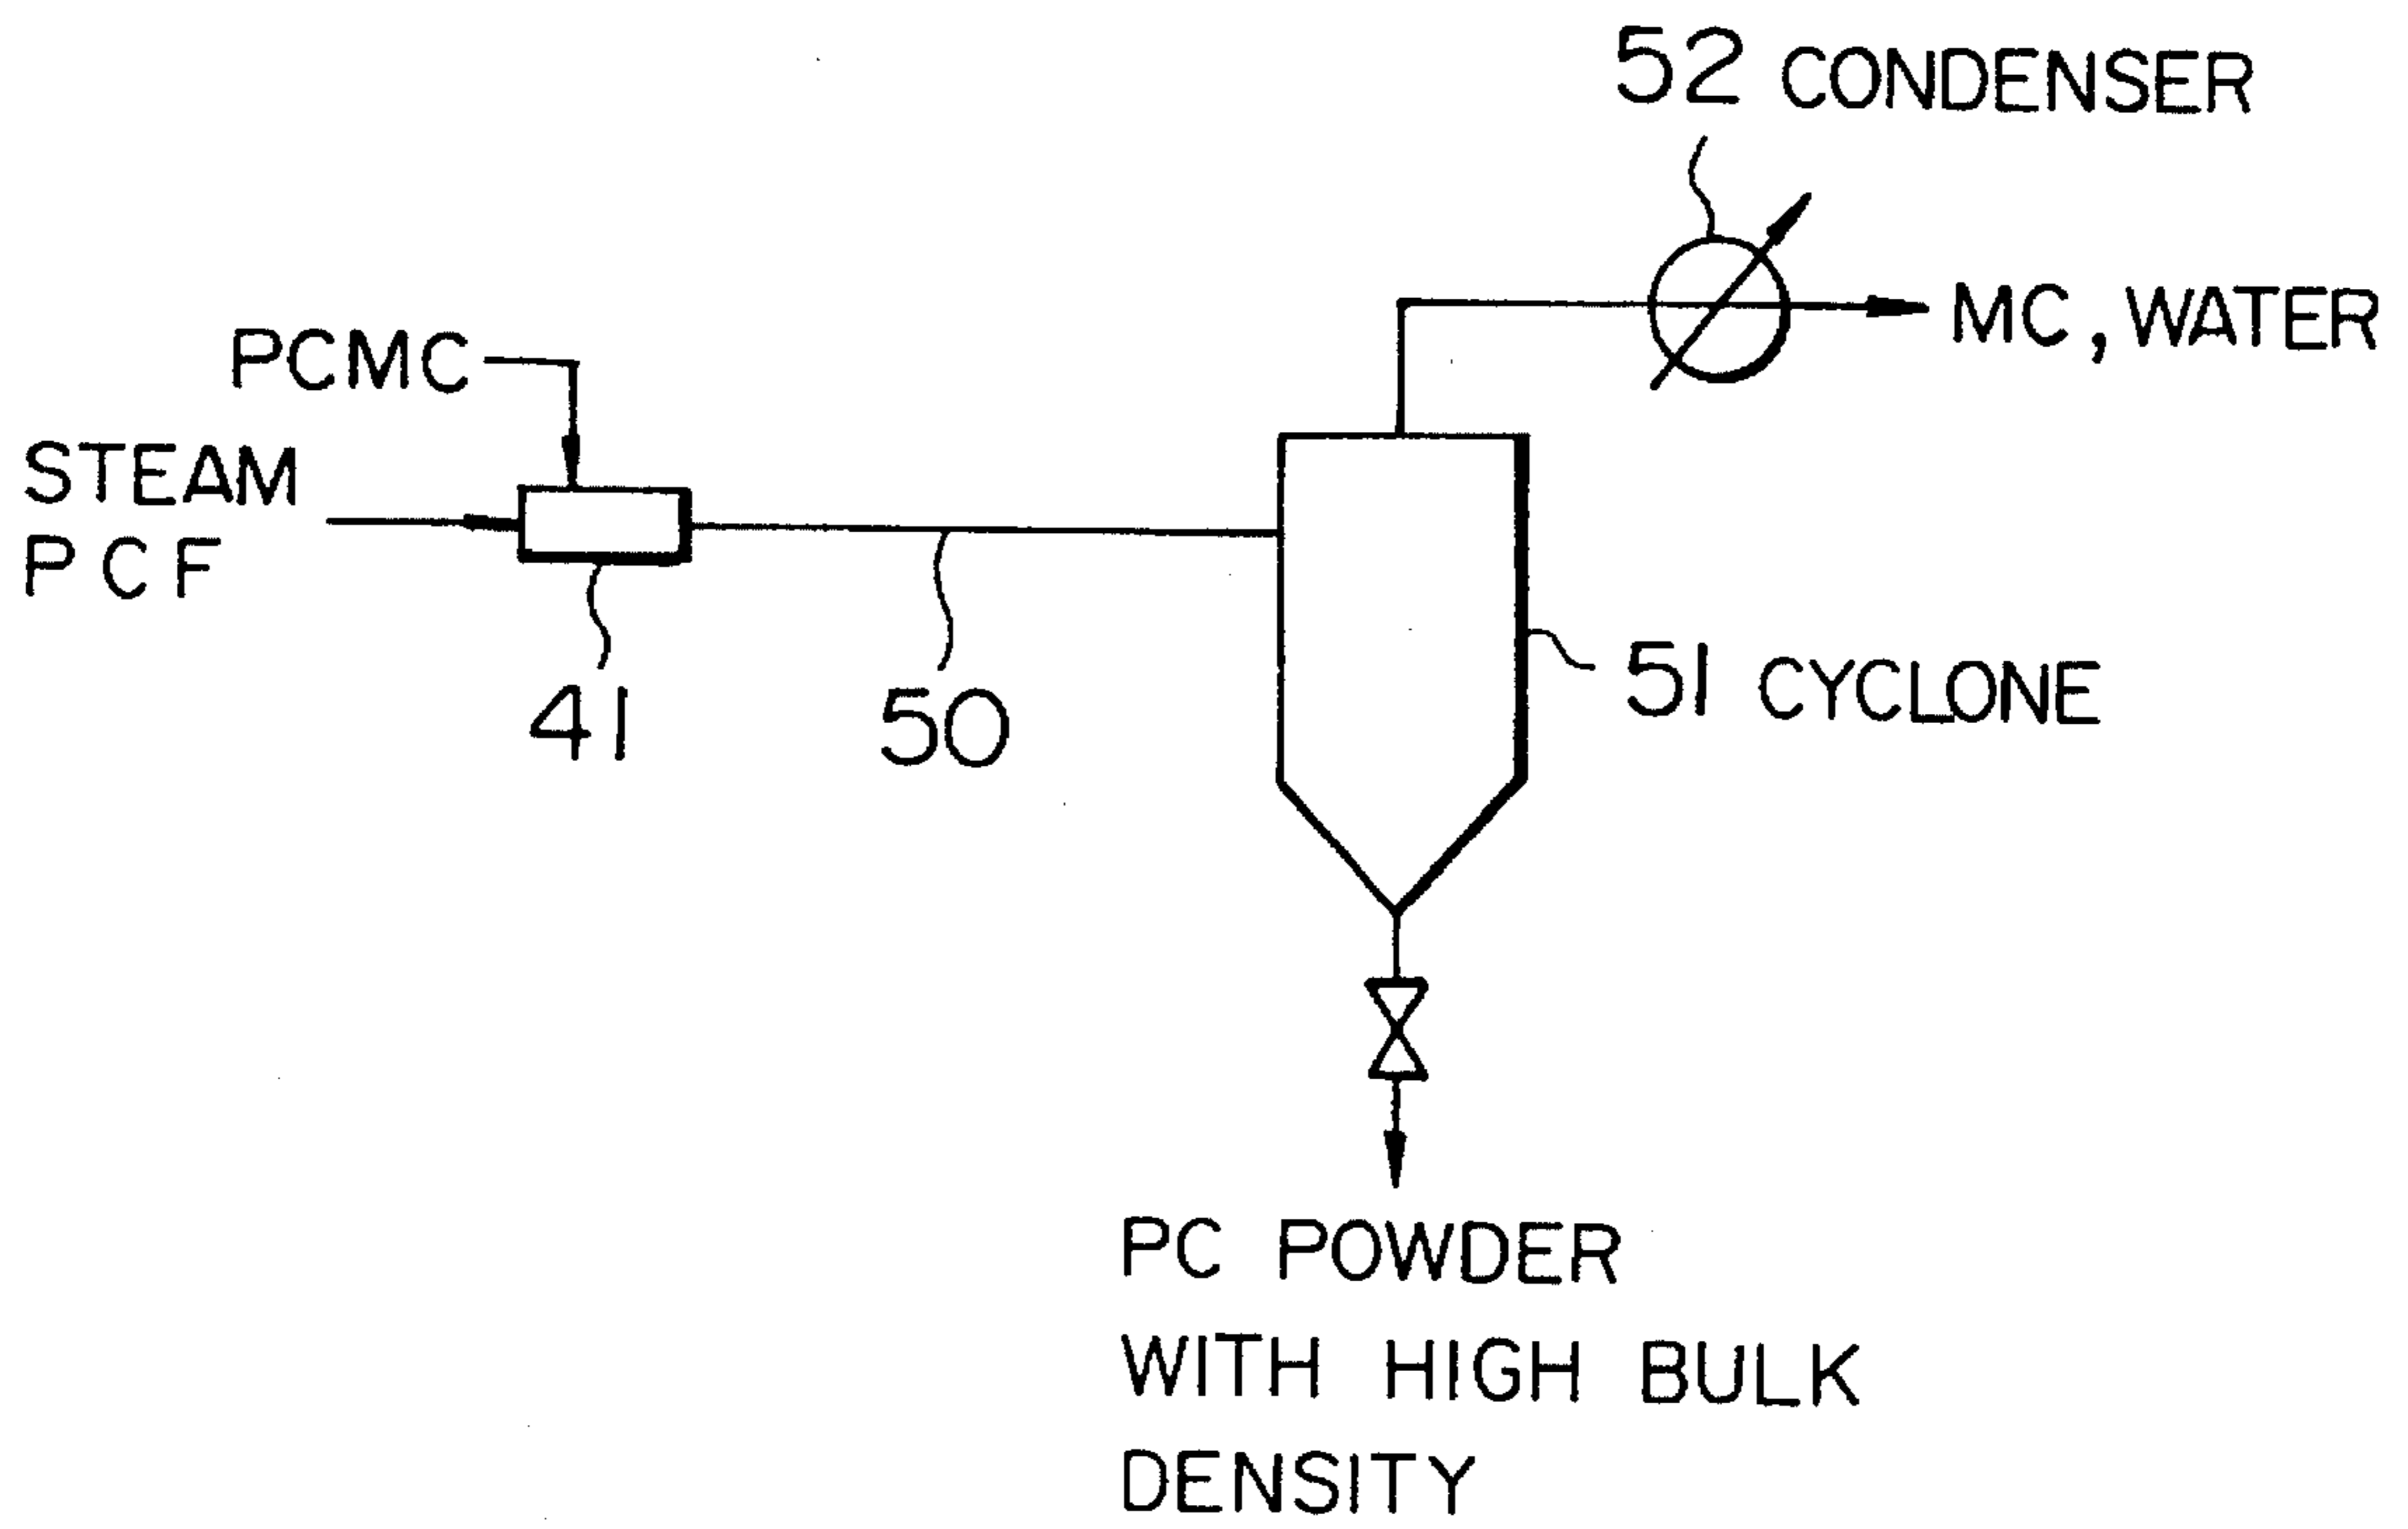 52 CONDENSER
MC, WATER
PCMC
STEAM
PCF
41
50
51 CYCLONE
PC POWDER
WITH HIGH BULK
DENSITY